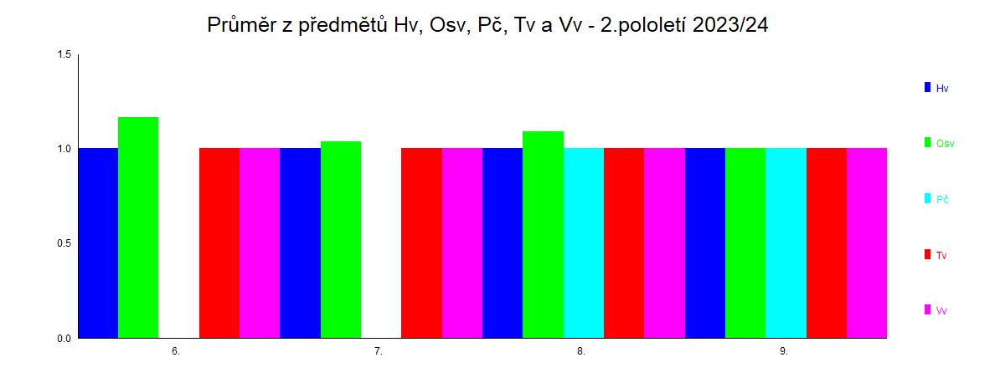 Průměr z předmětů Hv, Osv, Pč, Tv a Vv - 2.pololetí 2023/24
1.5
1.0
0.5
0.0
6.
7.
8.
9.
Hv
Osv
Pč
Tv
Vv